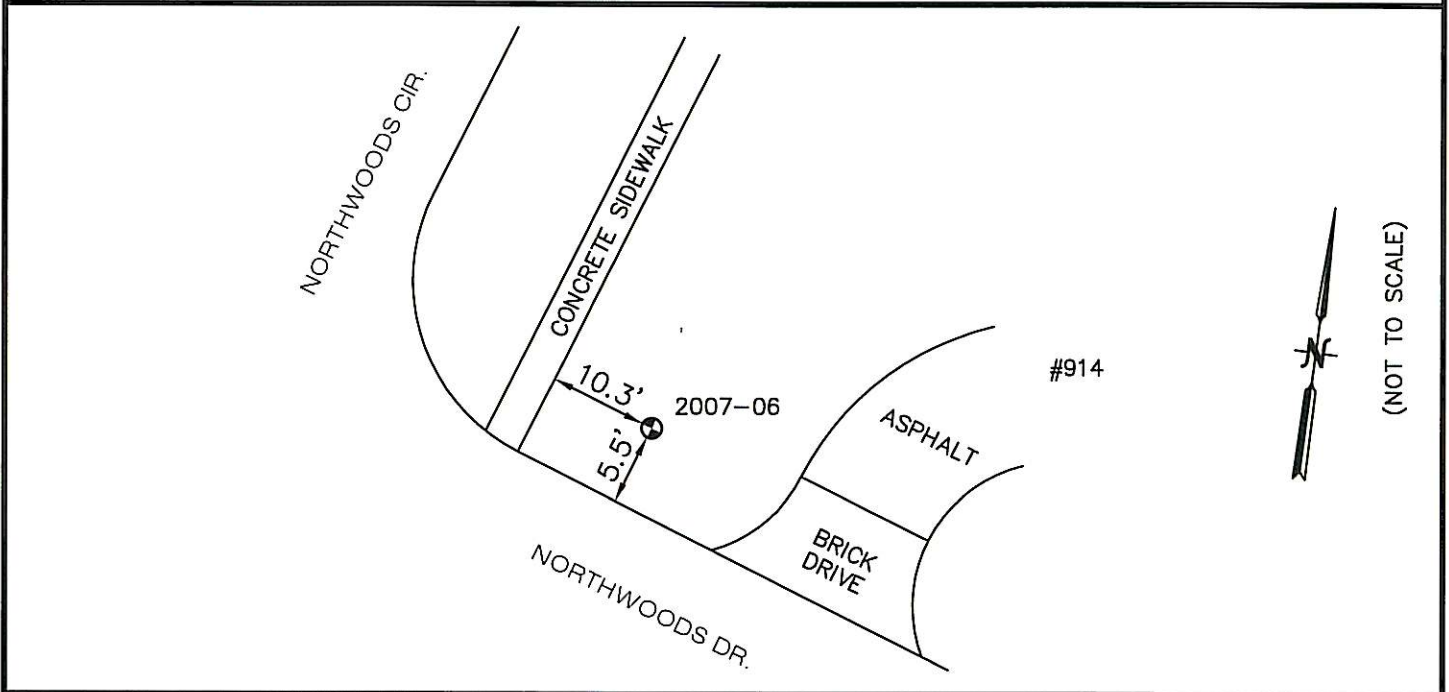 NORTHWOODS CIR.
CONCRETE SIDEWALK
10.3'
2007-06
5.5'
#914
ASPHALT
BRICK
DRIVE
NORTHWOODS DR.
N
(NOT TO SCALE)